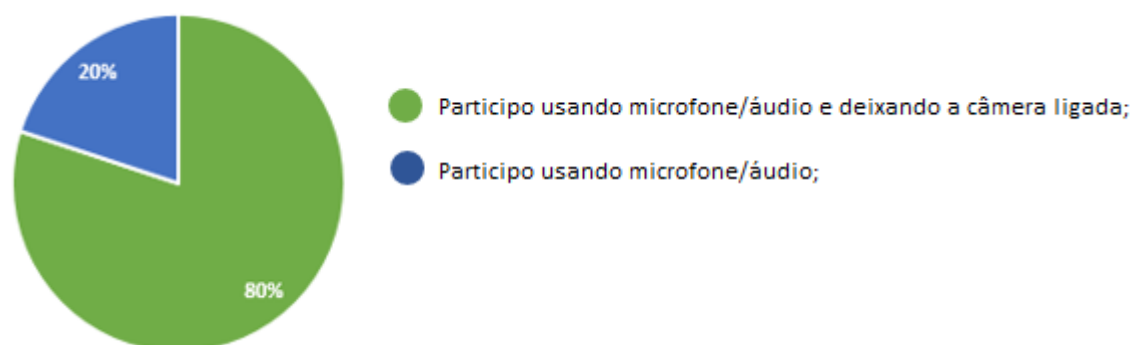 20%
80%
Participo usando microfone/áudio e deixando a câmera ligada;
Participo usando microfone/áudio;